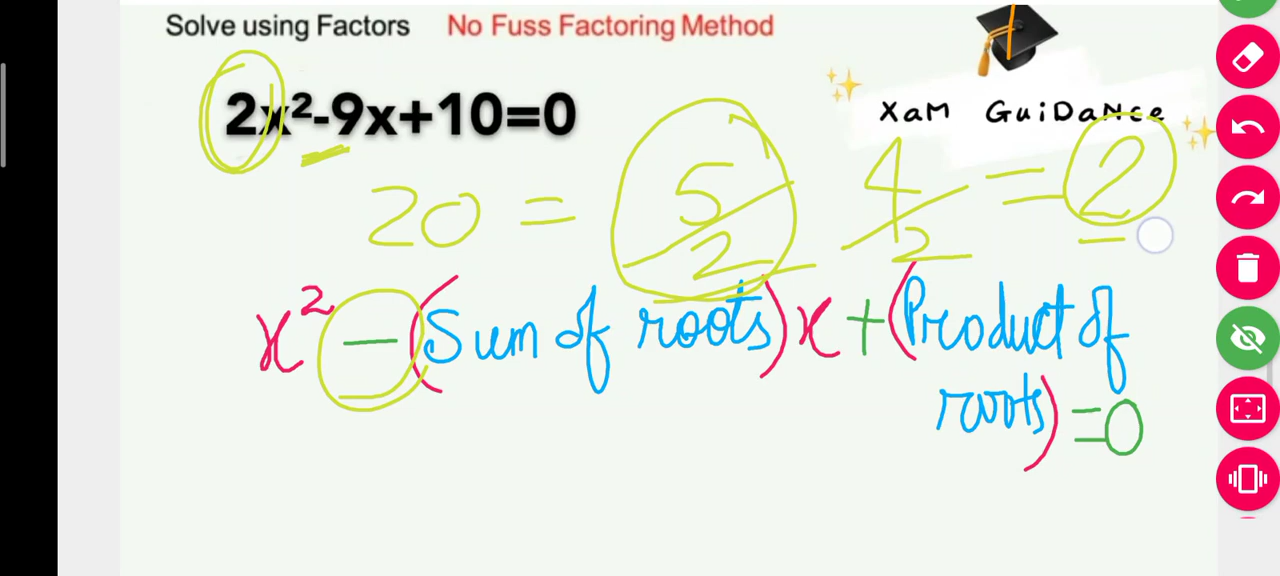 Solve using Factors No Fuss Factoring Method
2x²-9x+10=0
XaM GuiDaNce
20 = 5/2 4/2 = 2
x² - (Sum of roots)x + (Product of
roots) = 0